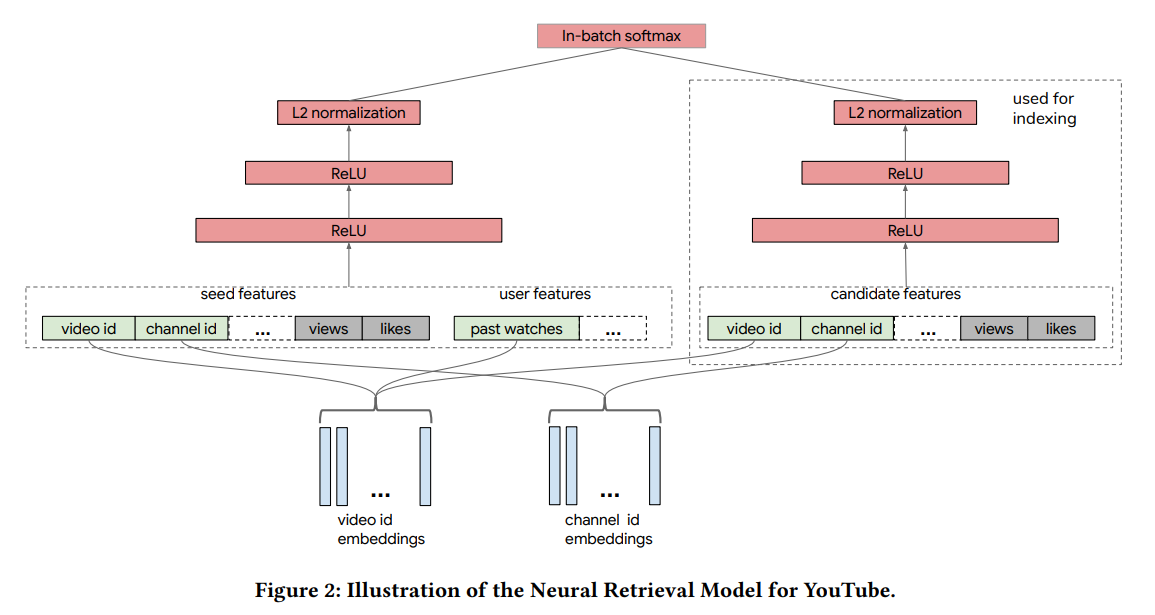 In-batch softmax
L2 normalization
L2 normalization
used for
indexing
ReLU
ReLU
ReLU
ReLU
seed features
user features
candidate features
video id
channel id
...
views
likes
past watches
...
video id
channel id
...
views
likes
...
...
video id
embeddings
channel id
embeddings
Figure 2: Illustration of the Neural Retrieval Model for YouTube.